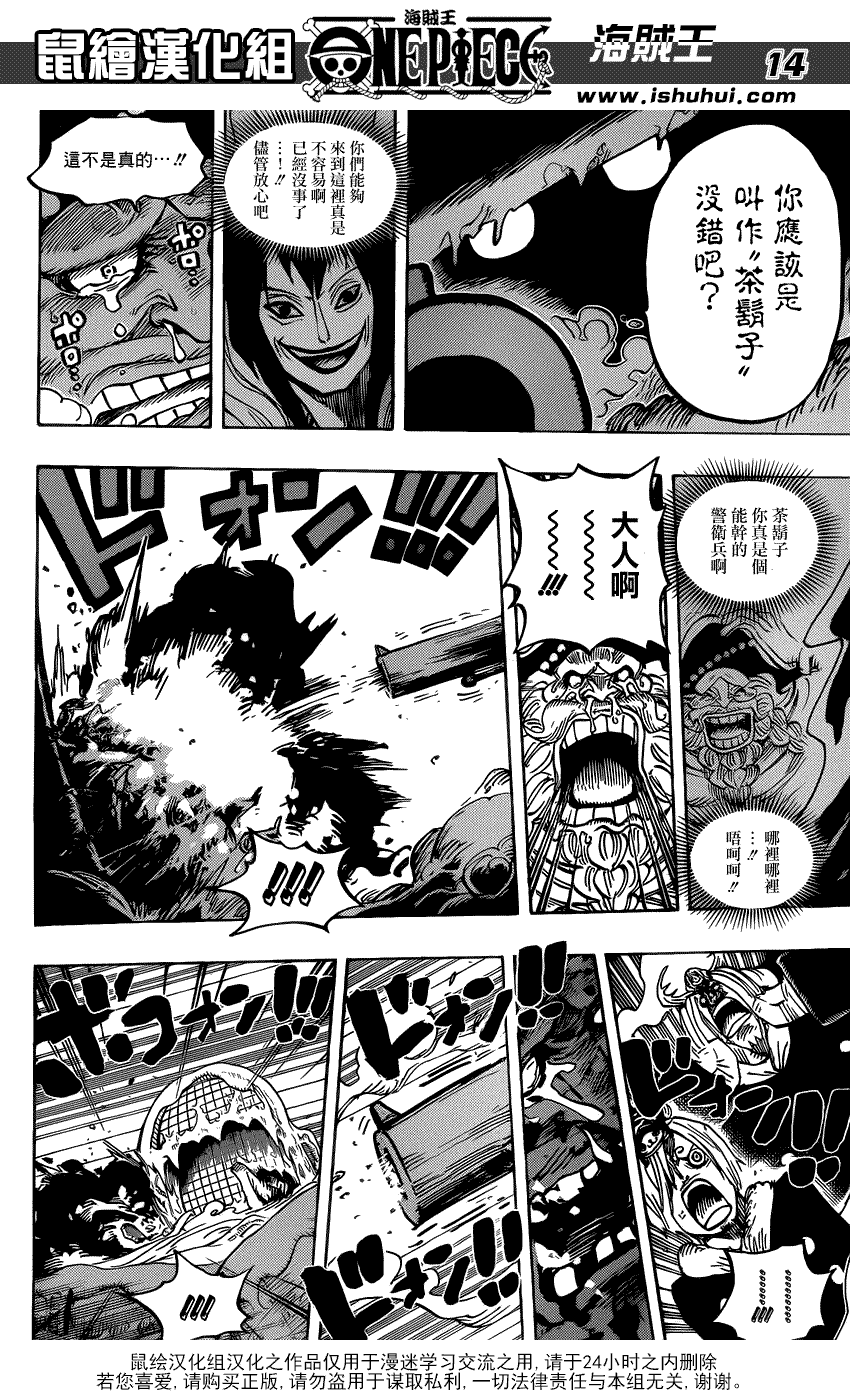 鼠繪漢化組
海賊王
ONE PIECE
海賊王
14
www.ishuhui.com
你應該是
叫作〝茶鬍子〞
没錯吧？
你們能夠
來到這裡真是
不容易啊
已經沒事了
…！！
儘管放心吧
這不是真的…!!
ポロ…
ポロ…
茶鬍子
你真是個
能幹的
警衛兵啊
哪裡哪裡
…!!
唔呵呵!!
大人啊
～～～
～～～!!!
ドォン!!!
!!!
ドォン!!
ドォン!!
ドォン!!
ボコォン!!!
!!!
!!!
鼠绘汉化组汉化之作品仅用于漫迷学习交流之用, 请于24小时之内删除
若您喜爱, 请购买正版, 请勿盗用于谋取私利, 一切法律责任与本组无关, 谢谢。